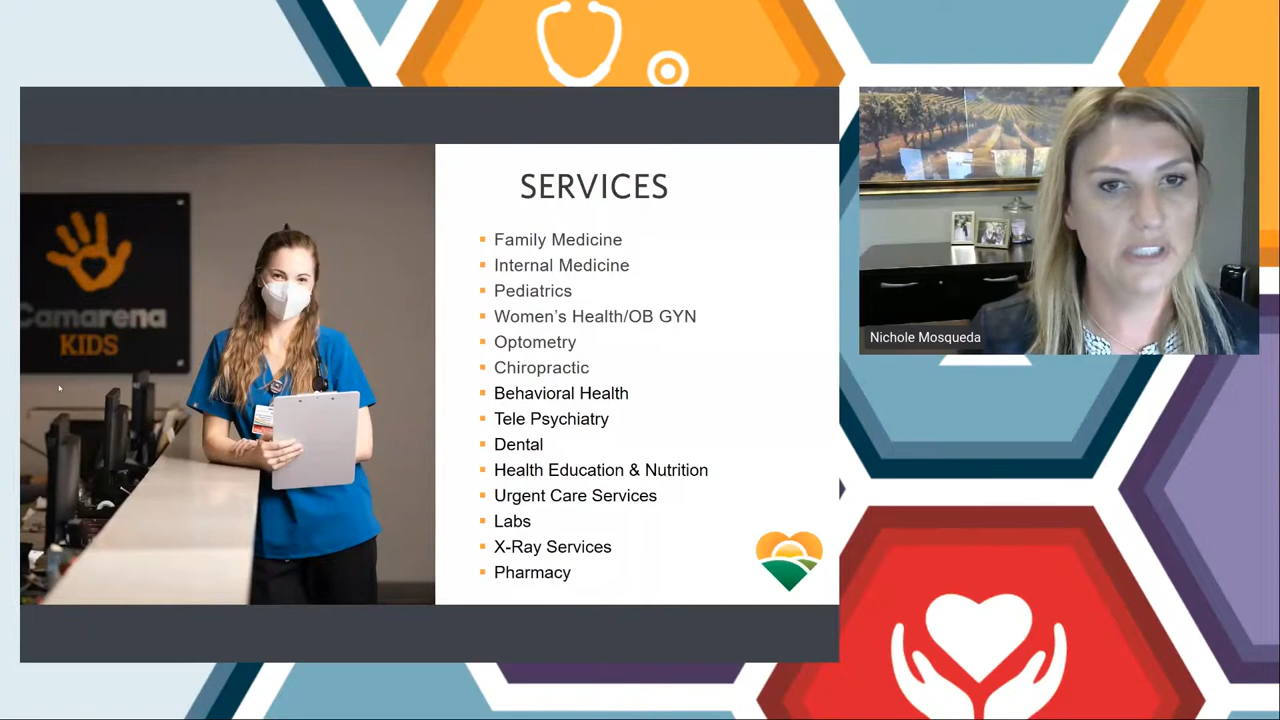 Camarena
KIDS
SERVICES
Family Medicine
Internal Medicine
Pediatrics
Women's Health/OB GYN
Optometry
Chiropractic
Behavioral Health
Tele Psychiatry
Dental
Health Education & Nutrition
Urgent Care Services
Labs
X-Ray Services
Pharmacy
Nichole Mosqueda